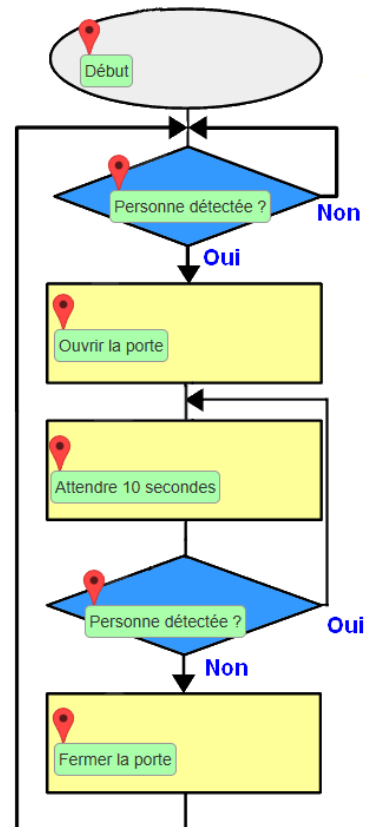 Début
Personne détectée ?
Non
Oui
Ouvrir la porte
Attendre 10 secondes
Personne détectée ?
Oui
Non
Fermer la porte